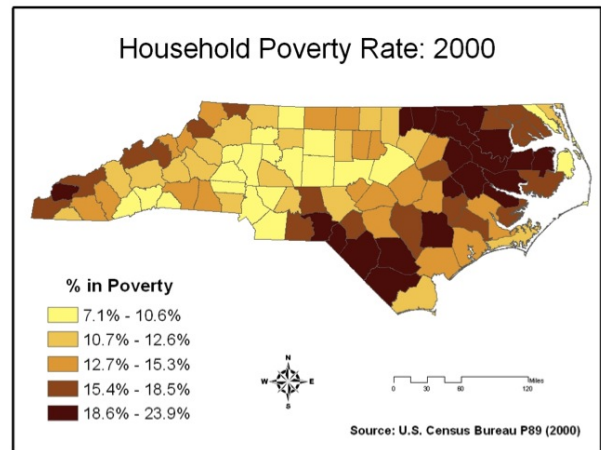 Household Poverty Rate: 2000
% in Poverty
7.1% - 10.6%
10.7% - 12.6%
12.7% - 15.3%
15.4% - 18.5%
18.6% - 23.9%
N
W E
S
Miles
0 15 30 60 120
Source: U.S. Census Bureau P89 (2000)